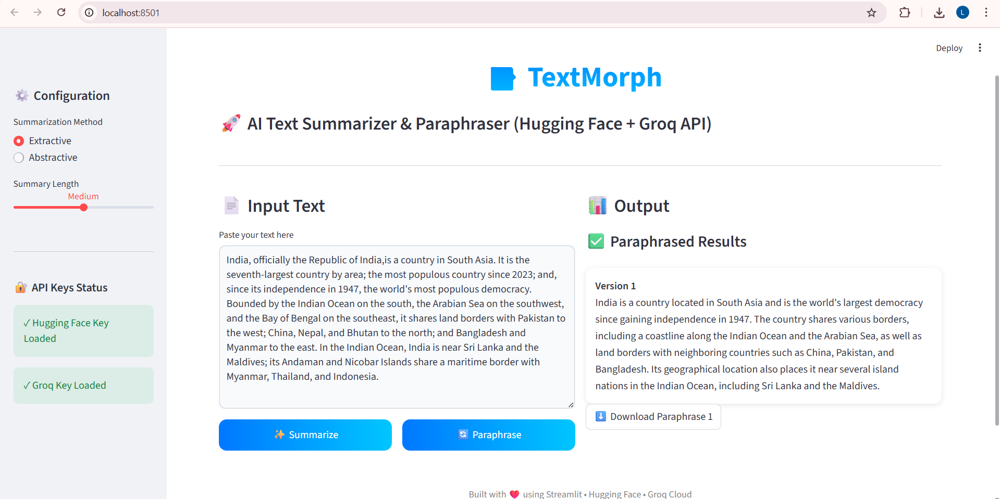 localhost:8501
L
Deploy
TextMorph
AI Text Summarizer & Paraphraser (Hugging Face + Groq API)
Configuration
Summarization Method
Extractive
Abstractive
Summary Length
Medium
API Keys Status
✓ Hugging Face Key
Loaded
✓ Groq Key Loaded
Input Text
Paste your text here
India, officially the Republic of India,is a country in South Asia. It is the
seventh-largest country by area; the most populous country since 2023; and,
since its independence in 1947, the world's most populous democracy.
Bounded by the Indian Ocean on the south, the Arabian Sea on the southwest,
and the Bay of Bengal on the southeast, it shares land borders with Pakistan to
the west; China, Nepal, and Bhutan to the north; and Bangladesh and
Myanmar to the east. In the Indian Ocean, India is near Sri Lanka and the
Maldives; its Andaman and Nicobar Islands share a maritime border with
Myanmar, Thailand, and Indonesia.
Summarize
Paraphrase
Output
Paraphrased Results
Version 1
India is a country located in South Asia and is the world's largest democracy
since gaining independence in 1947. The country shares various borders,
including a coastline along the Indian Ocean and the Arabian Sea, as well as
land borders with neighboring countries such as China, Pakistan, and
Bangladesh. Its geographical location also places it near several island
nations in the Indian Ocean, including Sri Lanka and the Maldives.
Download Paraphrase 1
Built with ❤️ using Streamlit • Hugging Face • Groq Cloud